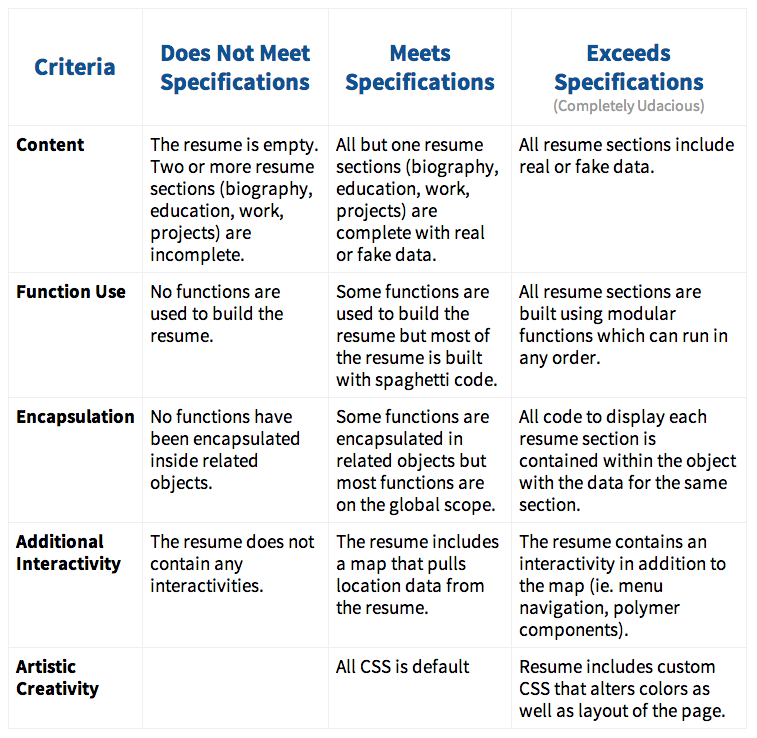 Criteria
Does Not Meet
Specifications
Meets
Specifications
Exceeds
Specifications
(Completely Udacious)
Content
The resume is empty.
Two or more resume
sections (biography,
education, work,
projects) are
incomplete.
All but one resume
sections (biography,
education, work,
projects) are
complete with real
or fake data.
All resume sections include
real or fake data.
Function Use
No functions are
used to build the
resume.
Some functions are
used to build the
resume but most of
the resume is built
with spaghetti code.
All resume sections are
built using modular
functions which can run in
any order.
Encapsulation
No functions have
been encapsulated
inside related
objects.
Some functions are
encapsulated in
related objects but
most functions are
on the global scope.
All code to display each
resume section is
contained within the object
with the data for the same
section.
Additional
Interactivity
The resume does not
contain any
interactivities.
The resume includes
a map that pulls
location data from
the resume.
The resume contains an
interactivity in addition to
the map (ie. menu
navigation, polymer
components).
Artistic
Creativity
All CSS is default
Resume includes custom
CSS that alters colors as
well as layout of the page.